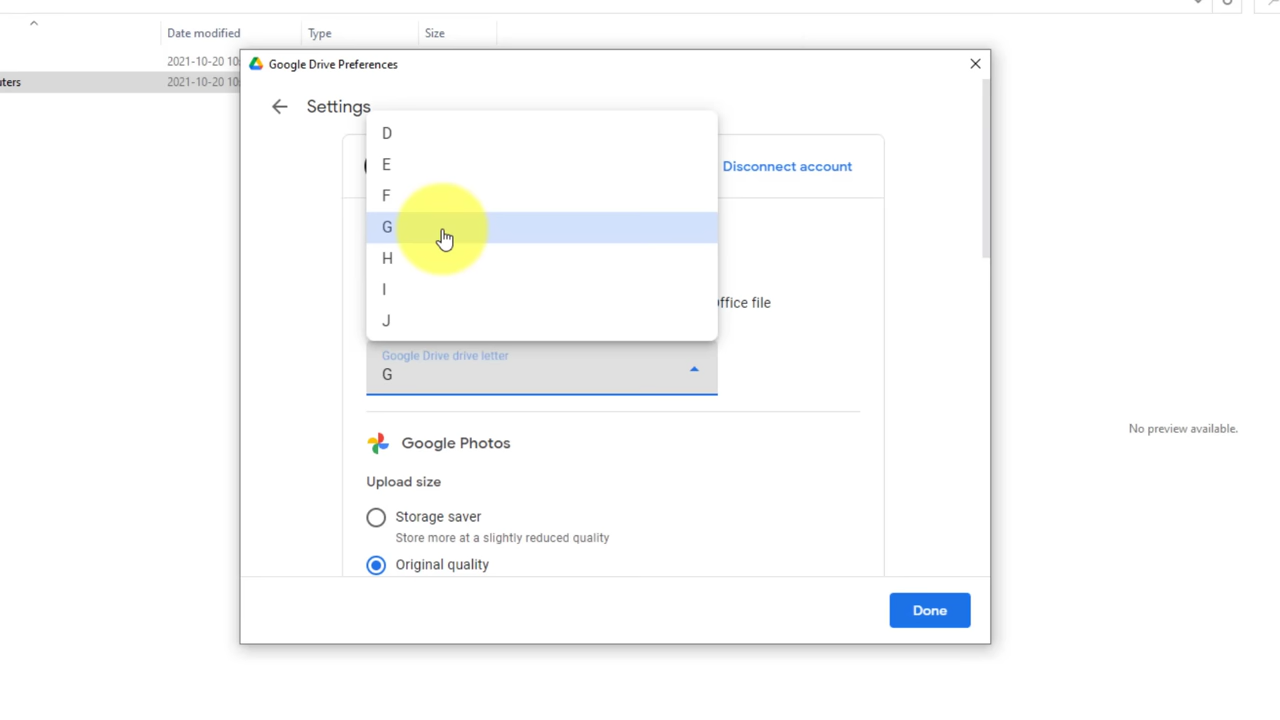 Date modified Type Size
2021-10-20 10
uters 2021-10-20 10
Google Drive Preferences
Settings
Disconnect account
D
E
F
G
H
I
J
ffice file
Google Drive drive letter
G
Google Photos
Upload size
Storage saver
Store more at a slightly reduced quality
Original quality
Done
No preview available.